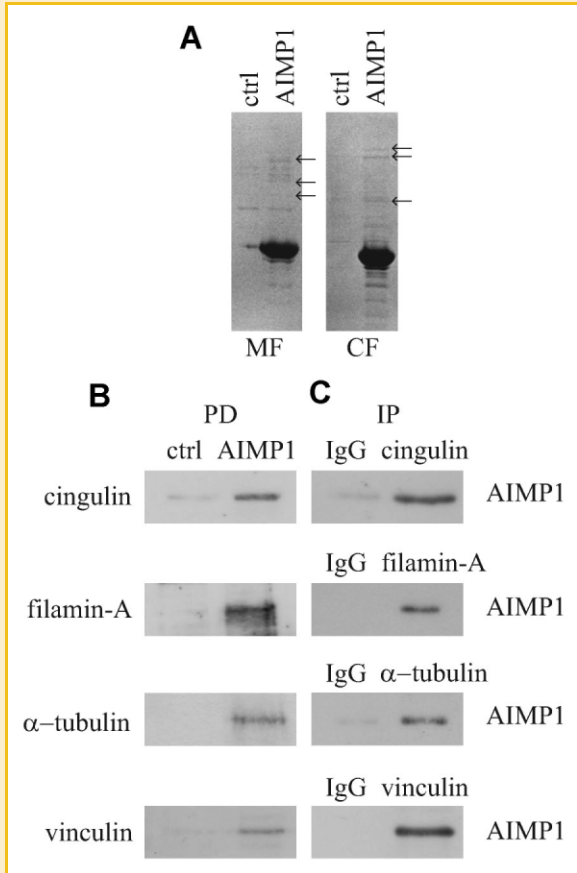 A
ctrl AIMP1 ctrl AIMP1
MF CF
B C
PD IP
ctrl AIMP1 IgG cingulin
cingulin AIMP1
IgG filamin-A
filamin-A AIMP1
IgG α–tubulin
α–tubulin AIMP1
IgG vinculin
vinculin AIMP1